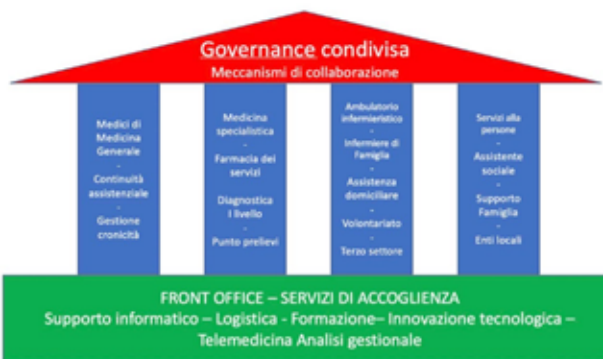 Governance condivisa
Meccanismi di collaborazione
Medici di
Medicina
Generale
-
Continuità
assistenziale
-
Gestione
cronicità
Medicina
specialistica
-
Farmacia dei
servizi
-
Diagnostica
I livello
-
Punto prelievi
Ambulatorio
infermieristico
-
Infermiere di
Famiglia
-
Assistenza
domiciliare
-
Volontariato
-
Terzo settore
Servizi alla
persone
-
Assistente
sociale
-
Supporto
Famiglia
-
Enti locali
FRONT OFFICE – SERVIZI DI ACCOGLIENZA
Supporto informatico – Logistica - Formazione– Innovazione tecnologica –
Telemedicina Analisi gestionale